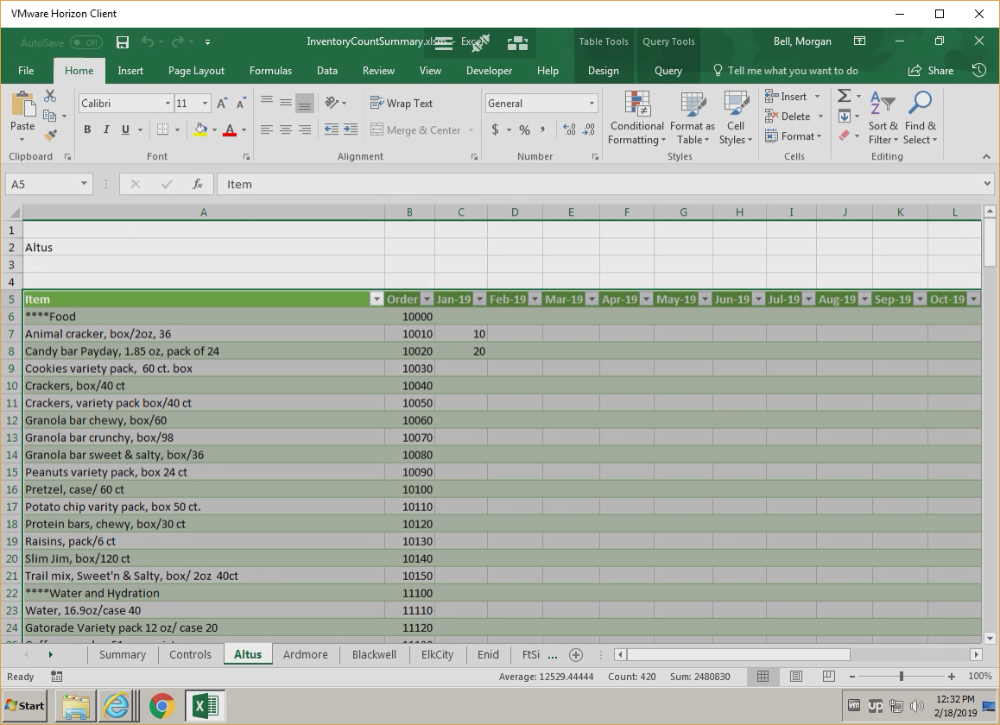 VMware Horizon Client
AutoSave Off InventoryCountSummary.xlsm - Excel Table Tools Query Tools Bell, Morgan
File Home Insert Page Layout Formulas Data Review View Developer Help Design Query Tell me what you want to do Share
Calibri 11 Wrap Text General Insert
Paste B I U Merge & Center $ % , Conditional Formatting Format as Table Cell Styles Delete Format Sort & Filter Find & Select
Clipboard Font Alignment Number Styles Cells Editing
A5 fx Item
A B C D E F G H I J K L
1
2 Altus
3
4
5 Item Order Jan-19 Feb-19 Mar-19 Apr-19 May-19 Jun-19 Jul-19 Aug-19 Sep-19 Oct-19
6 ****Food 10000
7 Animal cracker, box/2oz, 36 10010 10
8 Candy bar Payday, 1.85 oz, pack of 24 10020 20
9 Cookies variety pack, 60 ct. box 10030
10 Crackers, box/40 ct 10040
11 Crackers, variety pack box/40 ct 10050
12 Granola bar chewy, box/60 10060
13 Granola bar crunchy, box/98 10070
14 Granola bar sweet & salty, box/36 10080
15 Peanuts variety pack, box 24 ct 10090
16 Pretzel, case/ 60 ct 10100
17 Potato chip varity pack, box 50 ct. 10110
18 Protein bars, chewy, box/30 ct 10120
19 Raisins, pack/6 ct 10130
20 Slim Jim, box/120 ct 10140
21 Trail mix, Sweet'n & Salty, box/ 2oz 40ct 10150
22 ****Water and Hydration 11100
23 Water, 16.9oz/case 40 11110
24 Gatorade Variety pack 12 oz/ case 20 11120
Summary Controls Altus Ardmore Blackwell ElkCity Enid FtSi ...
Ready Average: 12529.44444 Count: 420 Sum: 2480830 100%
Start 12:32 PM
2/18/2019